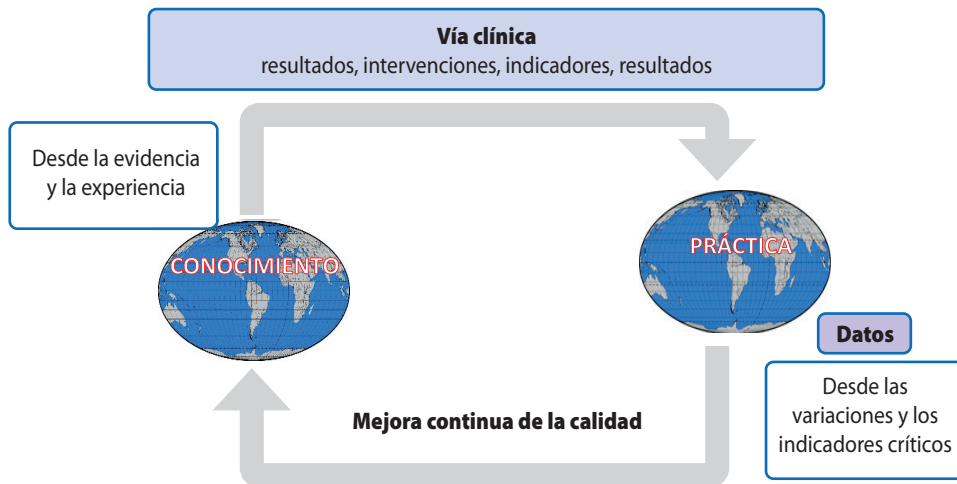 Vía clínica
resultados, intervenciones, indicadores, resultados
Desde la evidencia
y la experiencia
CONOCIMIENTO
PRÁCTICA
Datos
Desde las
variaciones y los
indicadores críticos
Mejora continua de la calidad